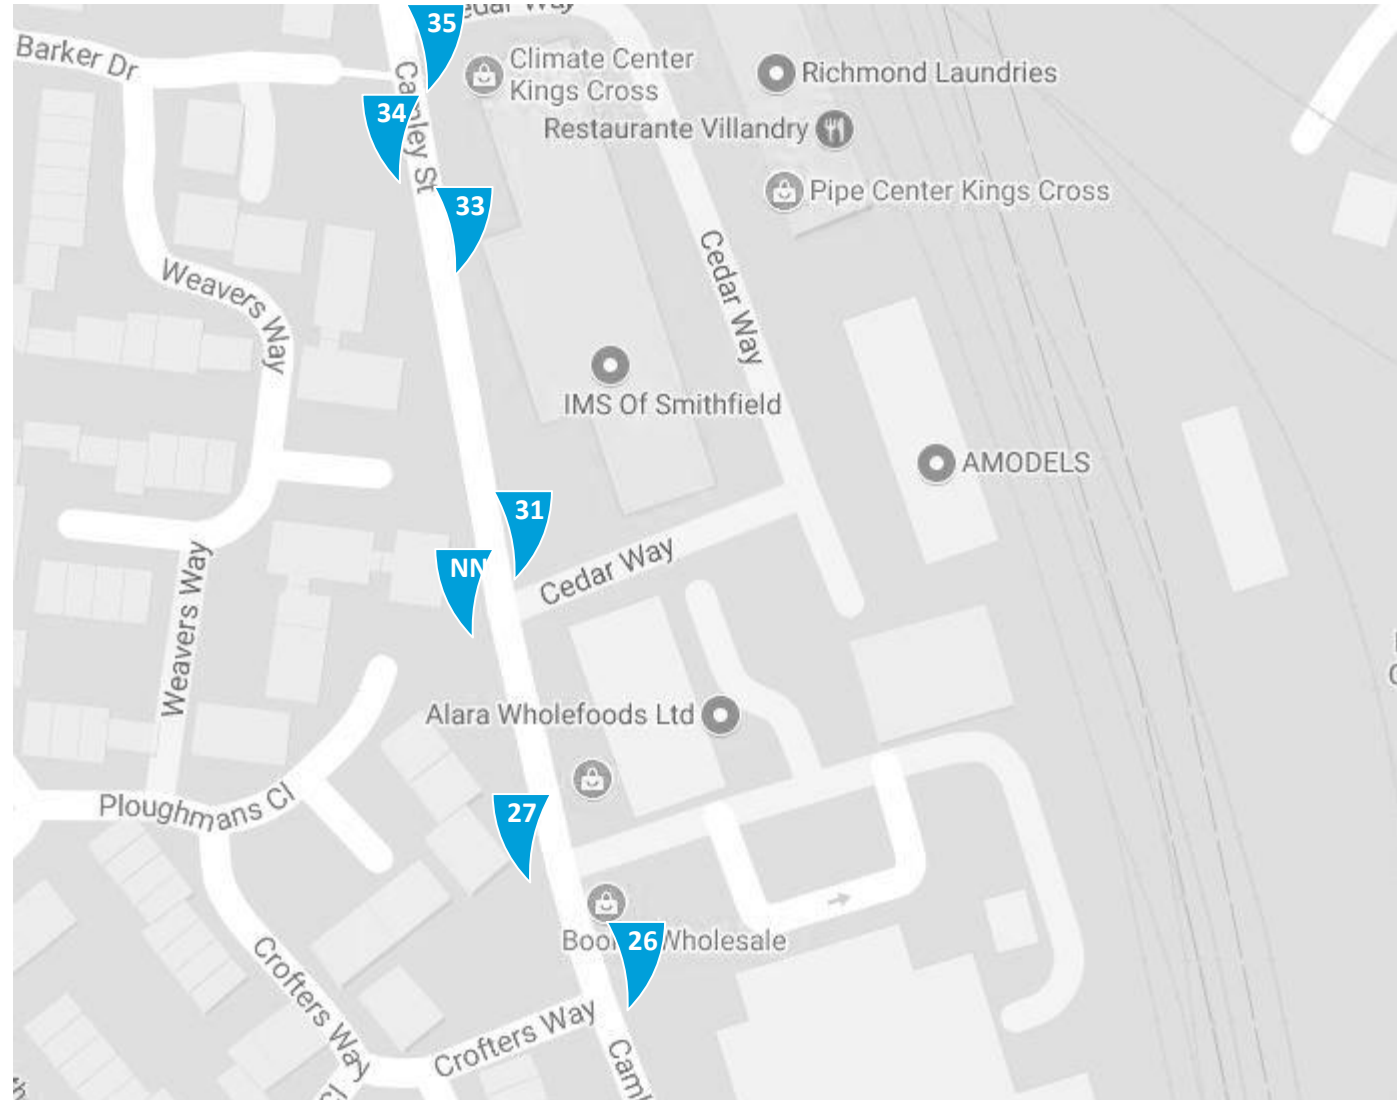 35
Barker Dr
Climate Center
Kings Cross
Richmond Laundries
34
Camley St
Restaurante Villandry
33
Pipe Center Kings Cross
Cedar Way
Weavers Way
IMS Of Smithfield
AMODELS
31
NN
Cedar Way
Weavers Way
Alara Wholefoods Ltd
Ploughmans Cl
27
26
Wholesale
Crofters Way
Crofters Way